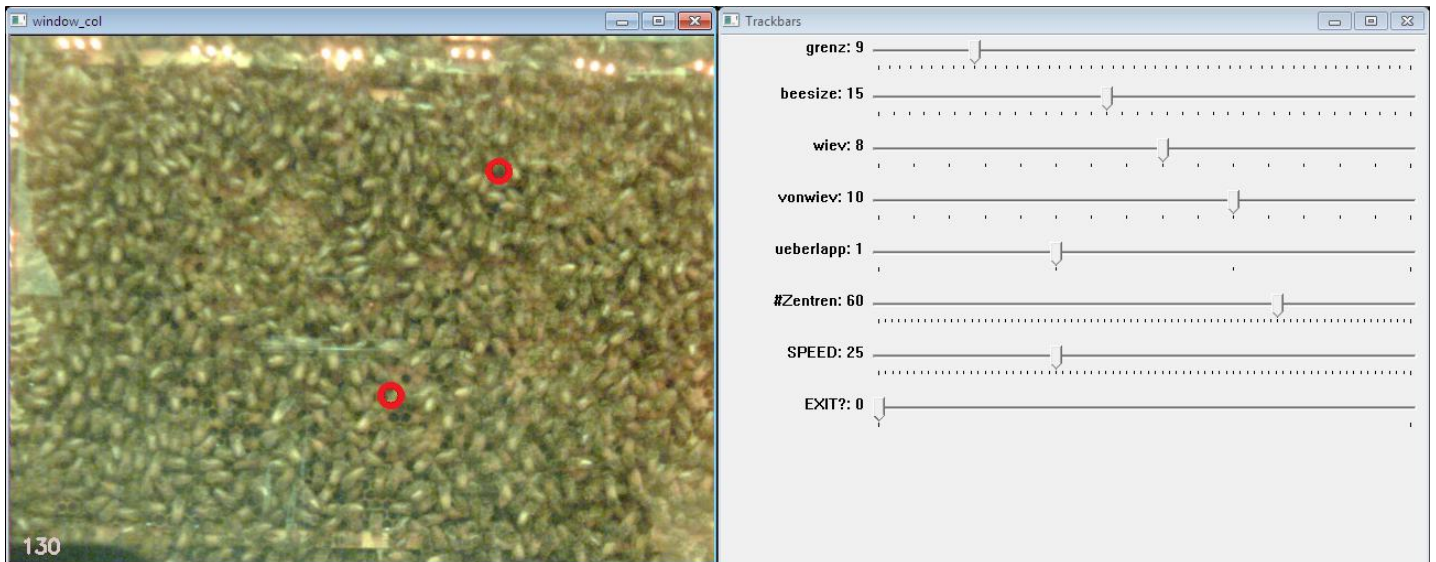 window_col
130
Trackbars
grenz: 9
beesize: 15
wiev: 8
vonwiev: 10
ueberlapp: 1
#Zentren: 60
SPEED: 25
EXIT?: 0